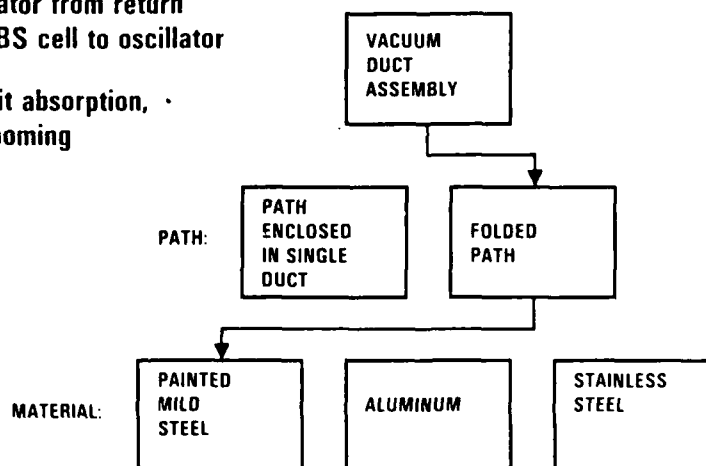 ator from return
BS cell to oscillator
it absorption,
ooming
VACUUM
DUCT
ASSEMBLY
PATH:
PATH
ENCLOSED
IN SINGLE
DUCT
FOLDED
PATH
MATERIAL:
PAINTED
MILD
STEEL
ALUMINUM
STAINLESS
STEEL